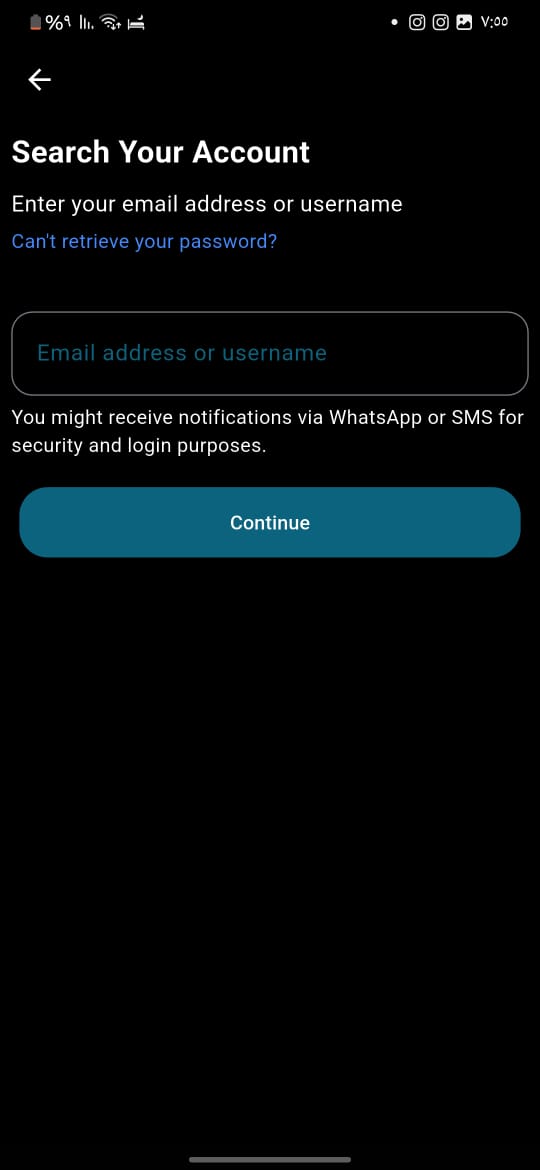 %٩
٧:٥٥
Search Your Account
Enter your email address or username
Can't retrieve your password?
Email address or username
You might receive notifications via WhatsApp or SMS for
security and login purposes.
Continue